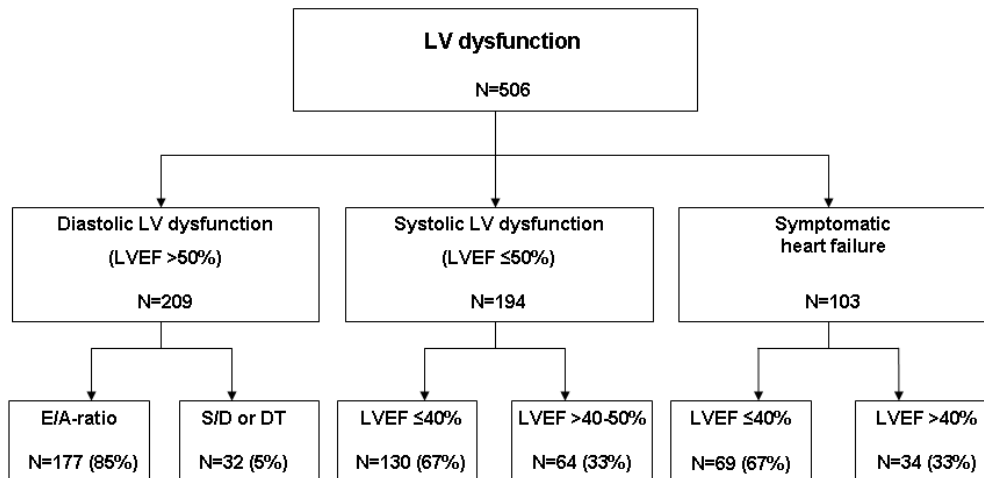 LV dysfunction
N=506
Diastolic LV dysfunction
(LVEF >50%)
N=209
Systolic LV dysfunction
(LVEF ≤50%)
N=194
Symptomatic
heart failure
N=103
E/A-ratio
N=177 (85%)
S/D or DT
N=32 (5%)
LVEF ≤40%
N=130 (67%)
LVEF >40-50%
N=64 (33%)
LVEF ≤40%
N=69 (67%)
LVEF >40%
N=34 (33%)